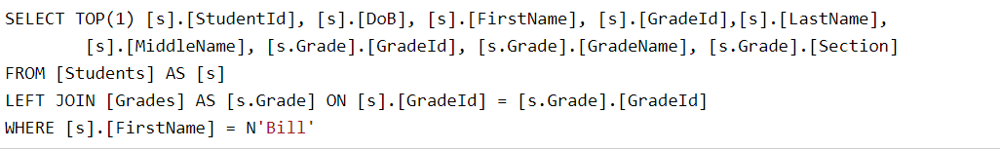 SELECT TOP(1) [s].[StudentId], [s].[DoB], [s].[FirstName], [s].[GradeId],[s].[LastName],
        [s].[MiddleName], [s.Grade].[GradeId], [s.Grade].[GradeName], [s.Grade].[Section]
FROM [Students] AS [s]
LEFT JOIN [Grades] AS [s.Grade] ON [s].[GradeId] = [s.Grade].[GradeId]
WHERE [s].[FirstName] = N'Bill'